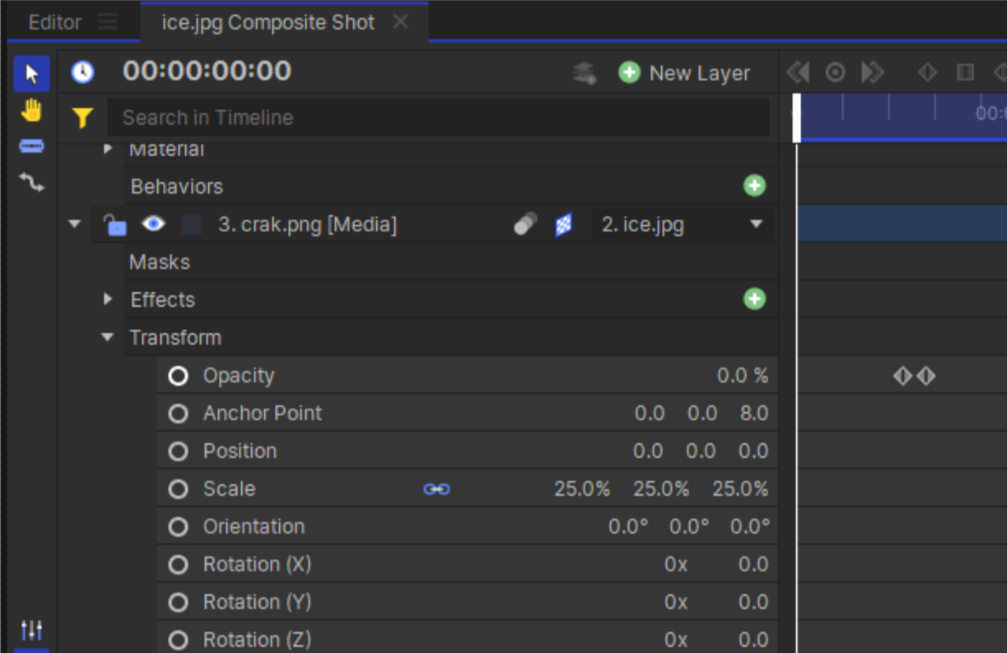 Editor ice.jpg Composite Shot
00:00:00:00 New Layer
Search in Timeline
Material
Behaviors
3. crak.png [Media] 2. ice.jpg
Masks
Effects
Transform
Opacity 0.0 %
Anchor Point 0.0 0.0 8.0
Position 0.0 0.0 0.0
Scale 25.0% 25.0% 25.0%
Orientation 0.0° 0.0° 0.0°
Rotation (X) 0x 0.0
Rotation (Y) 0x 0.0
Rotation (Z) 0x 0.0